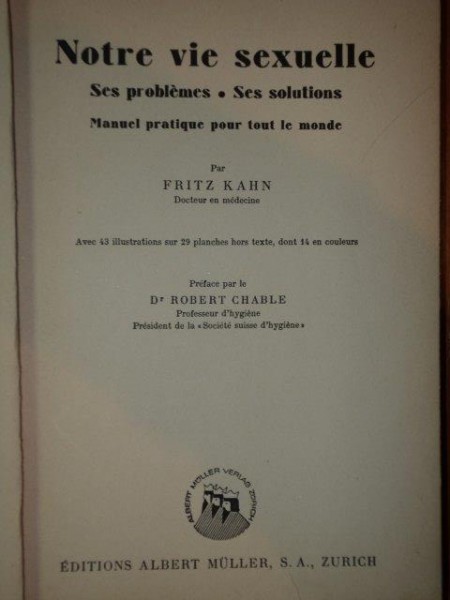 Notre vie sexuelle
Ses problèmes • Ses solutions
Manuel pratique pour tout le monde
Par
FRITZ KAHN
Docteur en médecine
Avec 43 illustrations sur 29 planches hors texte, dont 14 en couleurs
Préface par le
Dr ROBERT CHABLE
Professeur d'hygiène
Président de la «Société suisse d'hygiène»
ALBERT MÜLLER VERLAG ZÜRICH
ÉDITIONS ALBERT MÜLLER, S. A., ZURICH